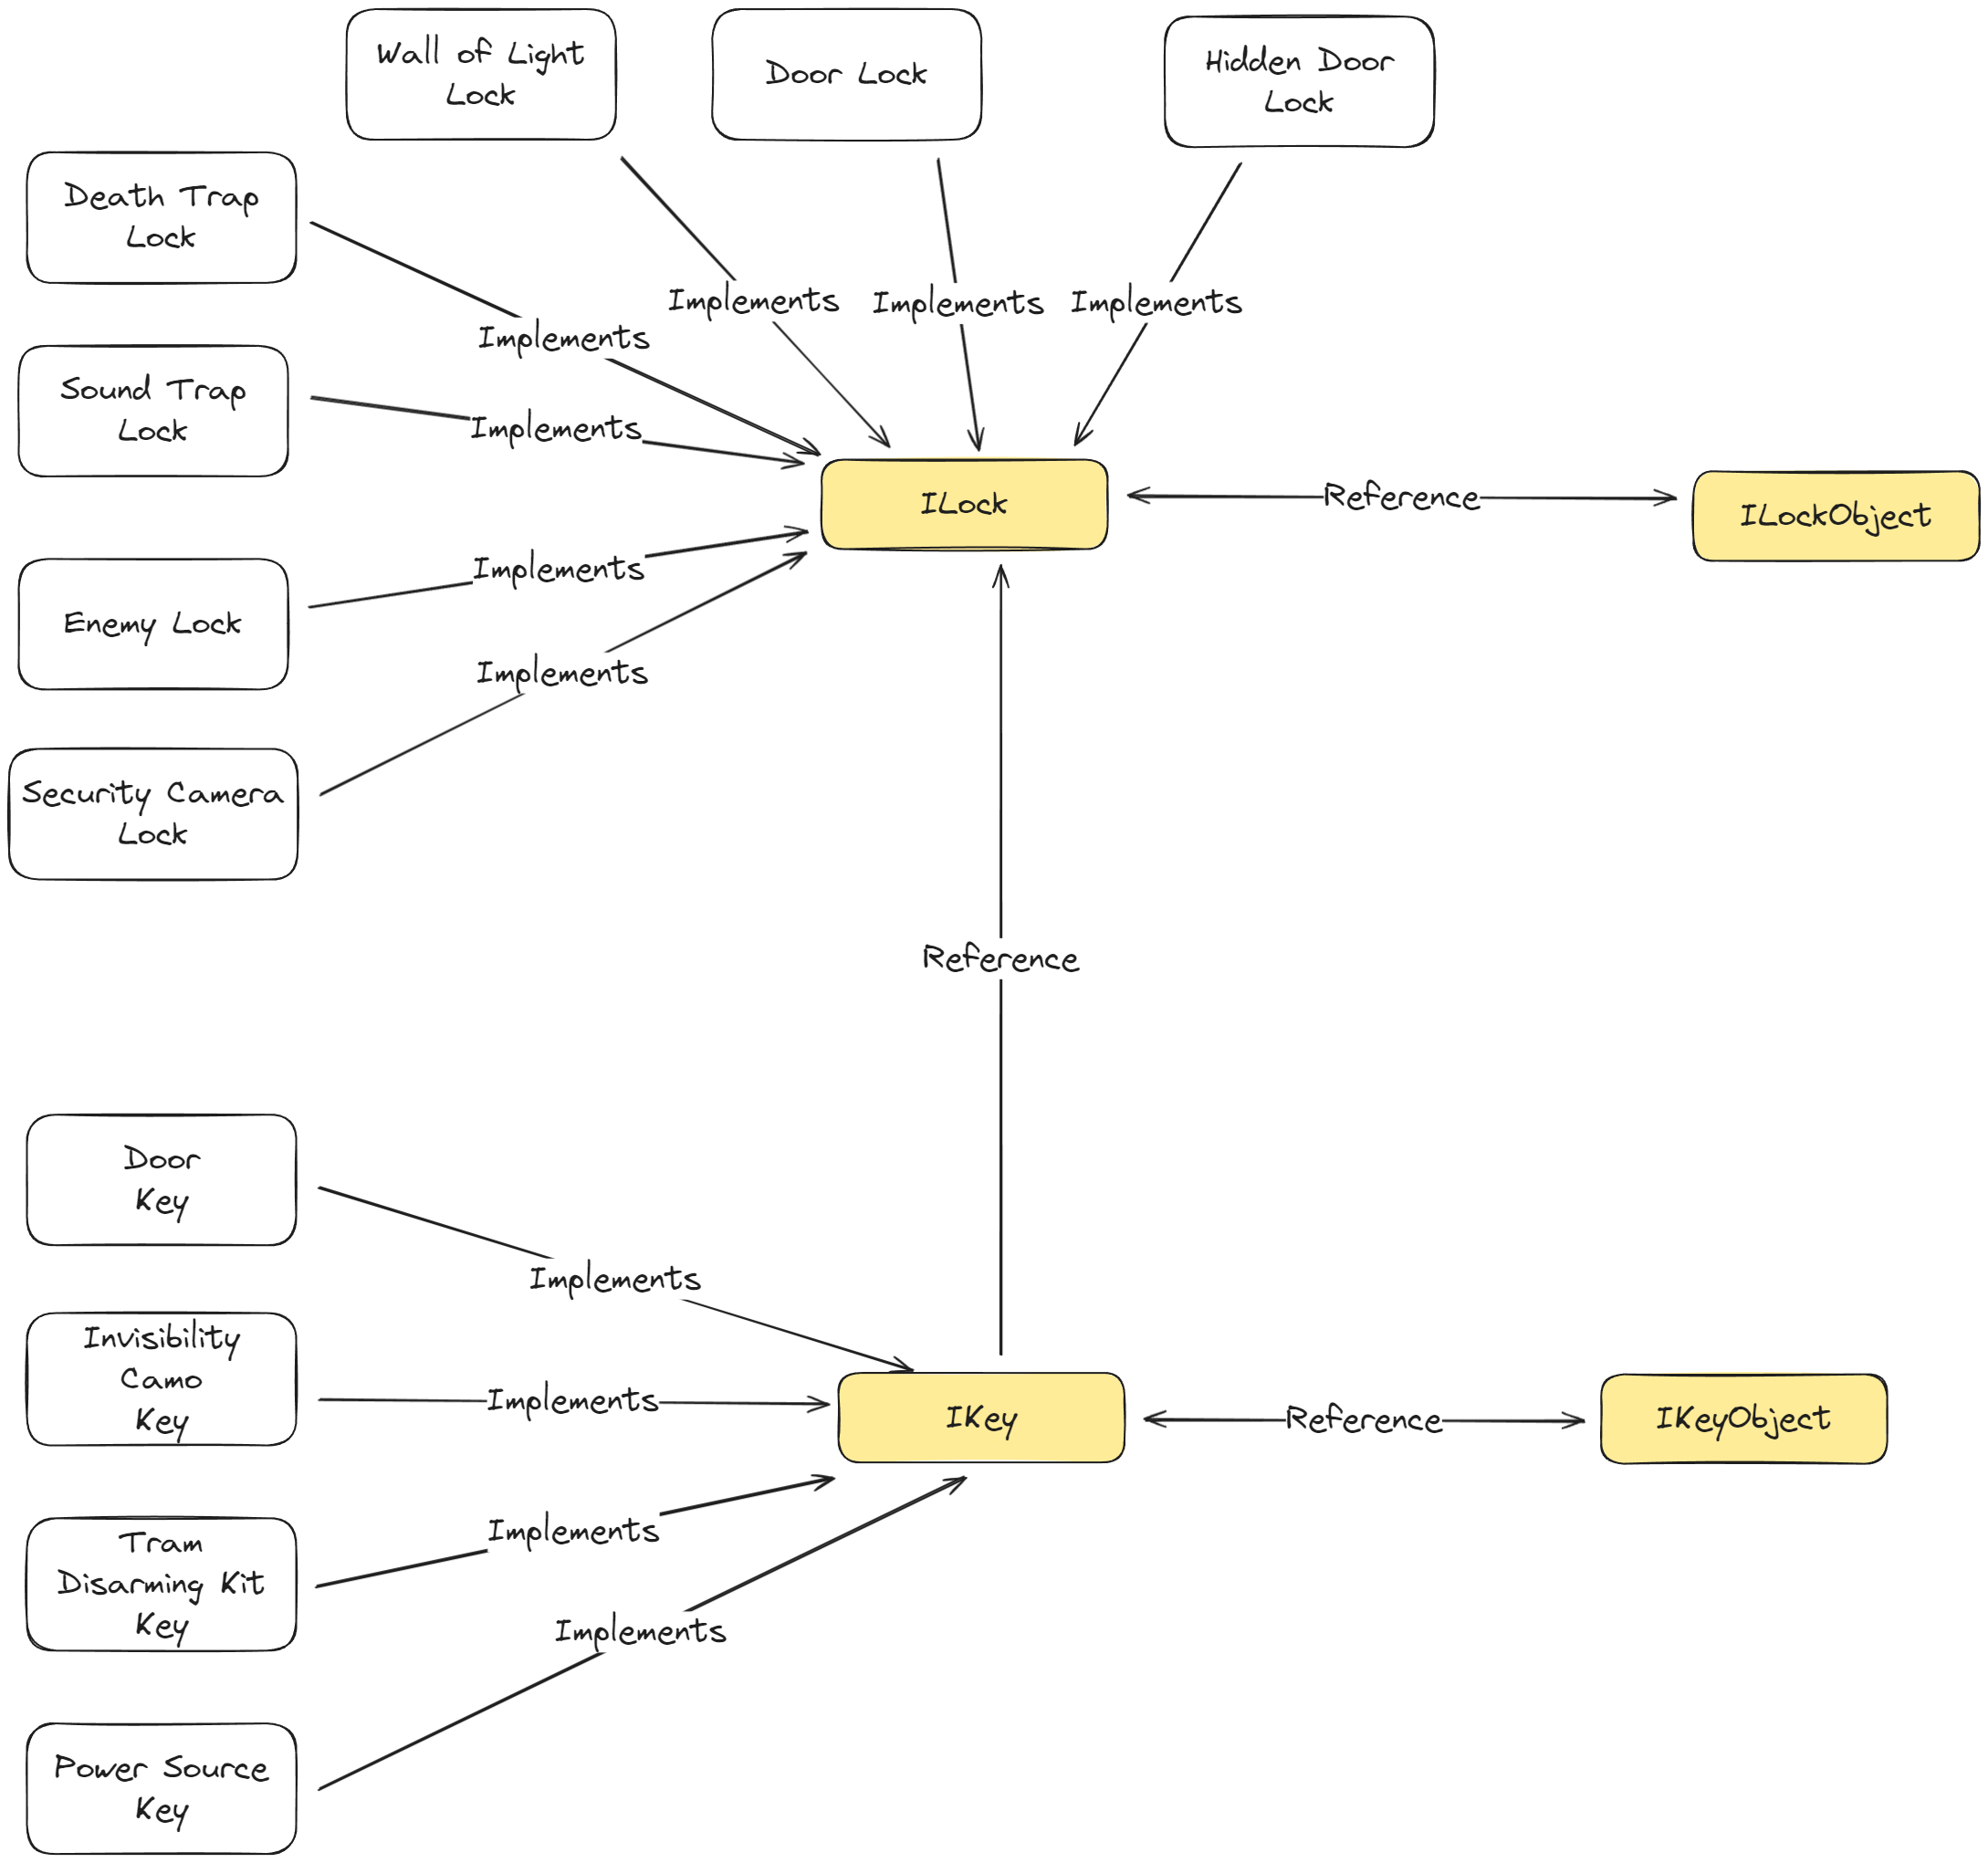 Wall of Light
Lock
Door Lock
Hidden Door
Lock
Death Trap
Lock
Implements
Implements
Implements
Implements
Sound Trap
Lock
Implements
ILock
Reference
ILockObject
Implements
Enemy Lock
Implements
Security Camera
Lock
Reference
Door
Key
Implements
Invisibility
Camo
Key
Implements
IKey
Reference
IKeyObject
Tram
Disarming Kit
Key
Implements
Implements
Power Source
Key